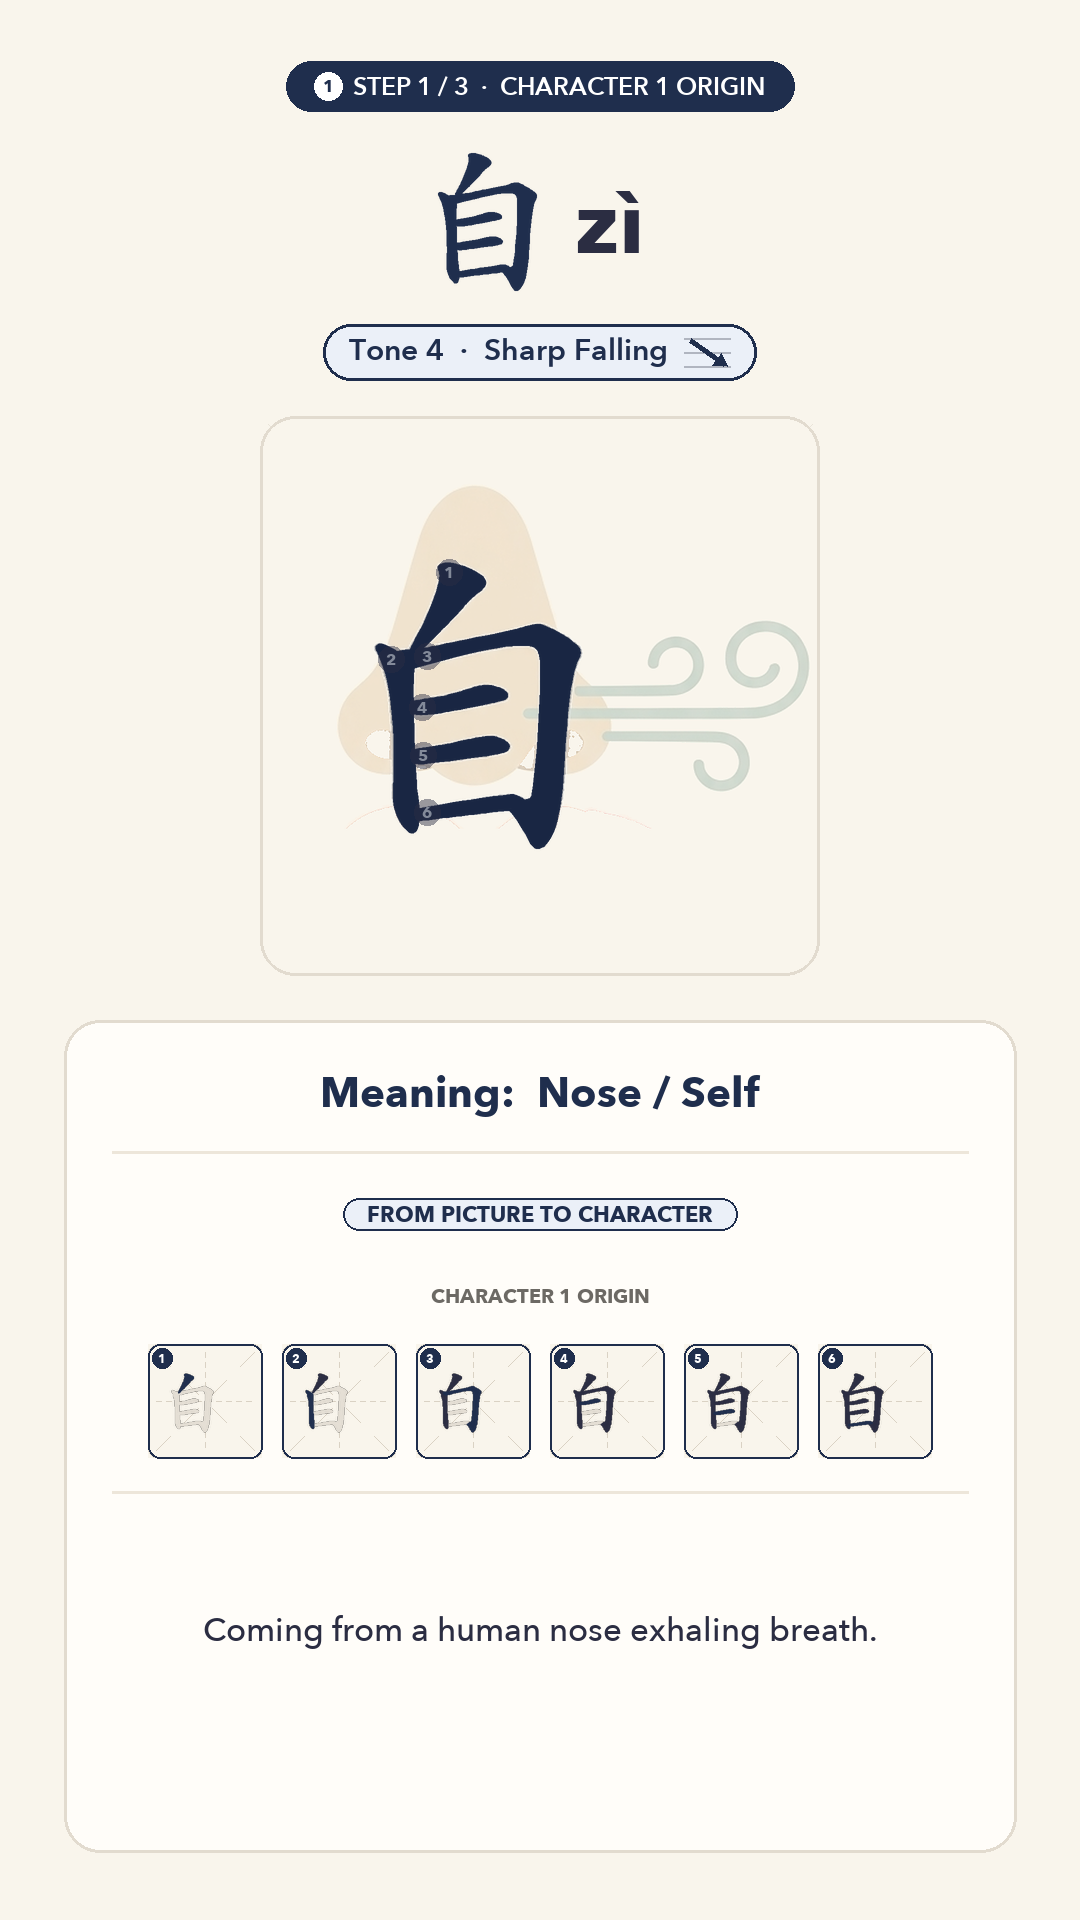 1 STEP 1 / 3 · CHARACTER 1 ORIGIN
自 zì
Tone 4 · Sharp Falling
自
1
2 3
4
5
6
Meaning: Nose / Self
FROM PICTURE TO CHARACTER
CHARACTER 1 ORIGIN
1 2 3 4 5 6
自 自 自 自 自 自
Coming from a human nose exhaling breath.